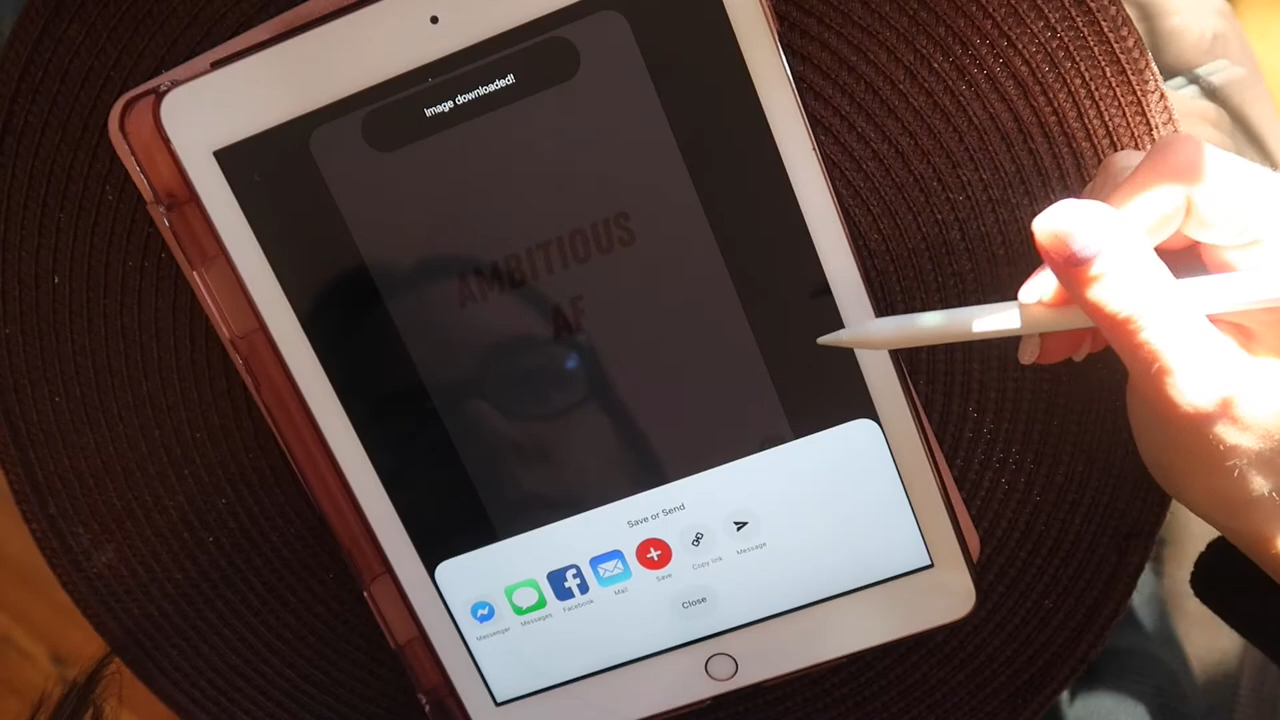 Image downloaded!
AMBITIOUS
AF
Save or Send
Messenger
Messages
Facebook
Mail
Save
Copy link
Message
Close